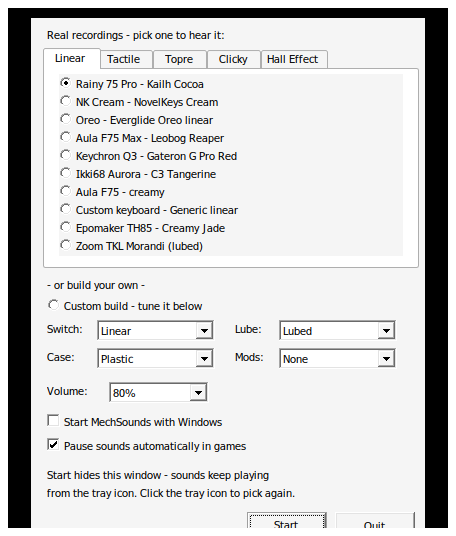 Real recordings - pick one to hear it:
Linear Tactile Topre Clicky Hall Effect
Rainy 75 Pro - Kailh Cocoa
NK Cream - NovelKeys Cream
Oreo - Everglide Oreo linear
Aula F75 Max - Leobog Reaper
Keychron Q3 - Gateron G Pro Red
Ikki68 Aurora - C3 Tangerine
Aula F75 - creamy
Custom keyboard - Generic linear
Epomaker TH85 - Creamy Jade
Zoom TKL Morandi (lubed)
- or build your own -
Custom build - tune it below
Switch: Linear Lube: Lubed
Case: Plastic Mods: None
Volume: 80%
Start MechSounds with Windows
Pause sounds automatically in games
Start hides this window - sounds keep playing
from the tray icon. Click the tray icon to pick again.
Start Quit